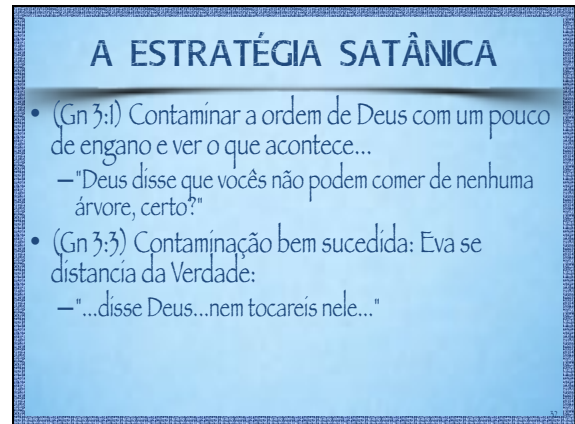 A ESTRATÉGIA SATÂNICA
• (Gn 3:1) Contaminar a ordem de Deus com um pouco
de engano e ver o que acontece...
–"Deus disse que vocês não podem comer de nenhuma
árvore, certo?"
• (Gn 3:3) Contaminação bem sucedida: Eva se
distancia da Verdade:
–"...disse Deus...nem tocareis nele..."